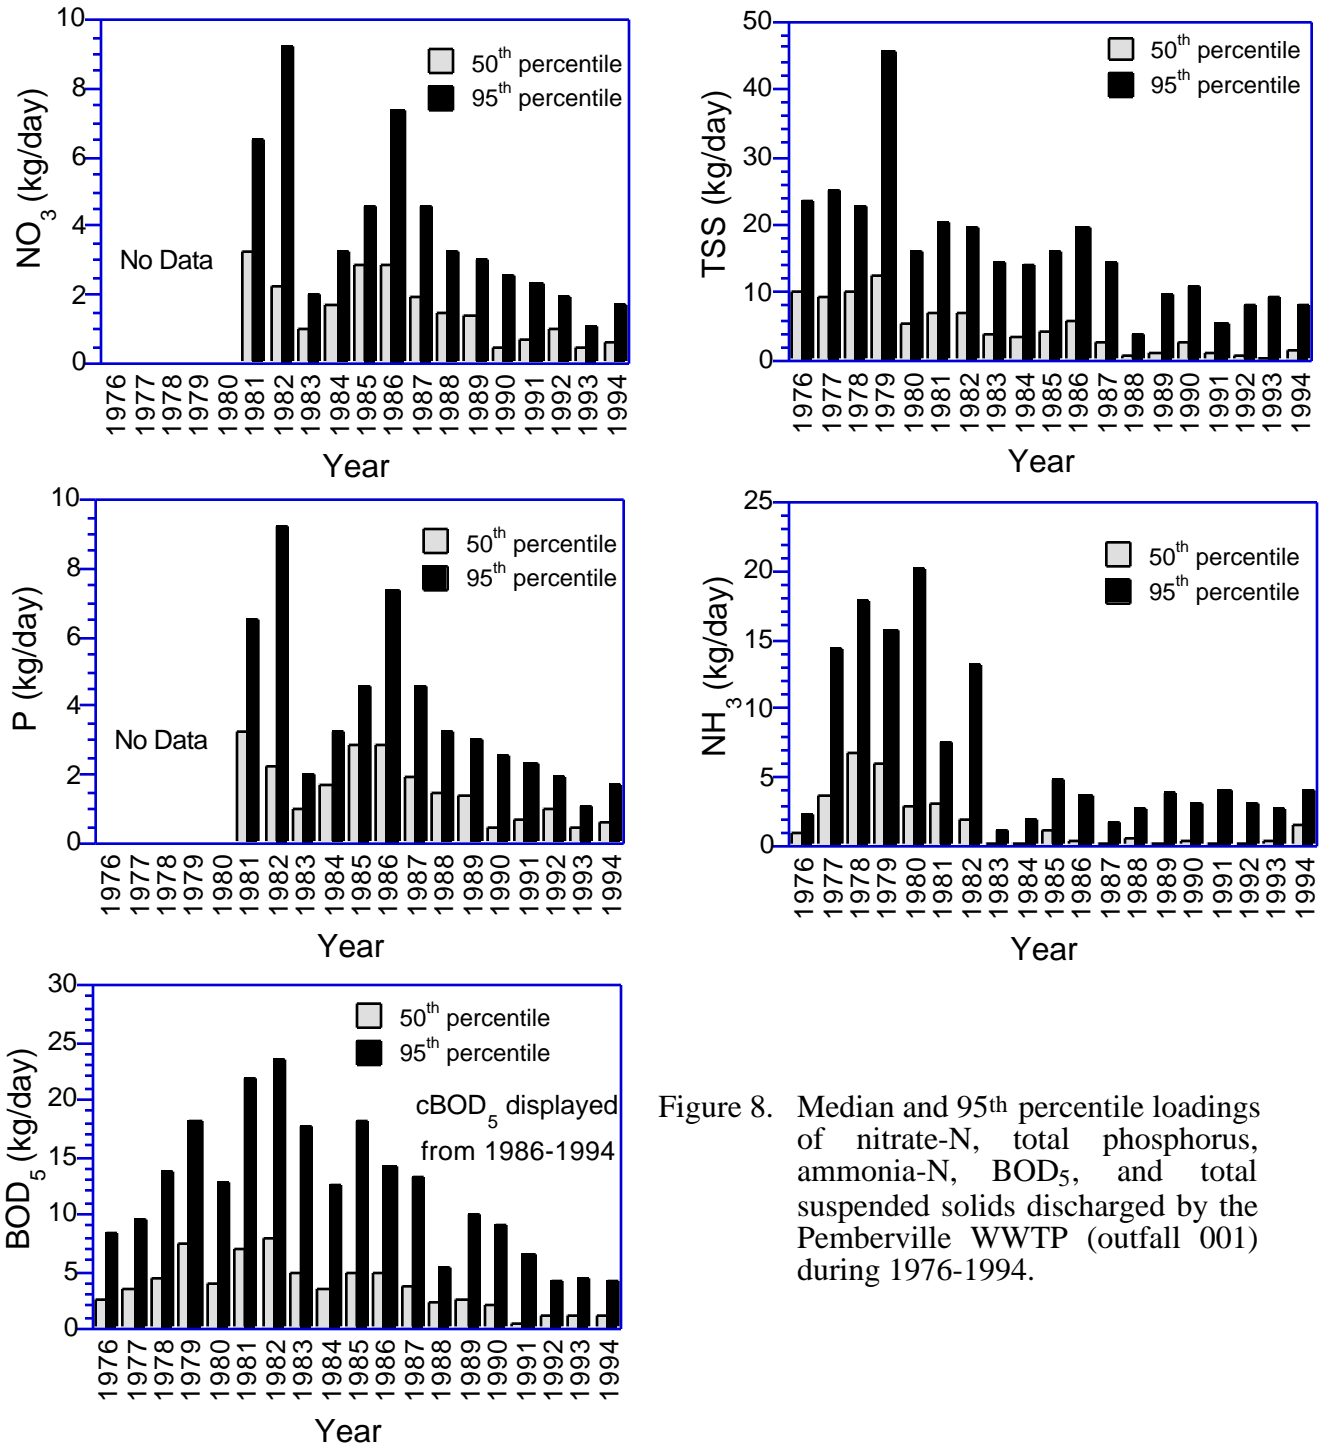 10
8
6
4
2
0
NO3 (kg/day)
50th percentile
95th percentile
No Data
1976 1977 1978 1979 1980 1981 1982 1983 1984 1985 1986 1987 1988 1989 1990 1991 1992 1993 1994
Year
50
40
30
20
10
0
TSS (kg/day)
50th percentile
95th percentile
1976 1977 1978 1979 1980 1981 1982 1983 1984 1985 1986 1987 1988 1989 1990 1991 1992 1993 1994
Year
10
8
6
4
2
0
P (kg/day)
50th percentile
95th percentile
No Data
1976 1977 1978 1979 1980 1981 1982 1983 1984 1985 1986 1987 1988 1989 1990 1991 1992 1993 1994
Year
25
20
15
10
5
0
NH3 (kg/day)
50th percentile
95th percentile
1976 1977 1978 1979 1980 1981 1982 1983 1984 1985 1986 1987 1988 1989 1990 1991 1992 1993 1994
Year
30
25
20
15
10
5
0
BOD5 (kg/day)
50th percentile
95th percentile
cBOD5 displayed
from 1986-1994
1976 1977 1978 1979 1980 1981 1982 1983 1984 1985 1986 1987 1988 1989 1990 1991 1992 1993 1994
Year
Figure 8. Median and 95th percentile loadings
of nitrate-N, total phosphorus,
ammonia-N, BOD5, and total
suspended solids discharged by the
Pemberville WWTP (outfall 001)
during 1976-1994.